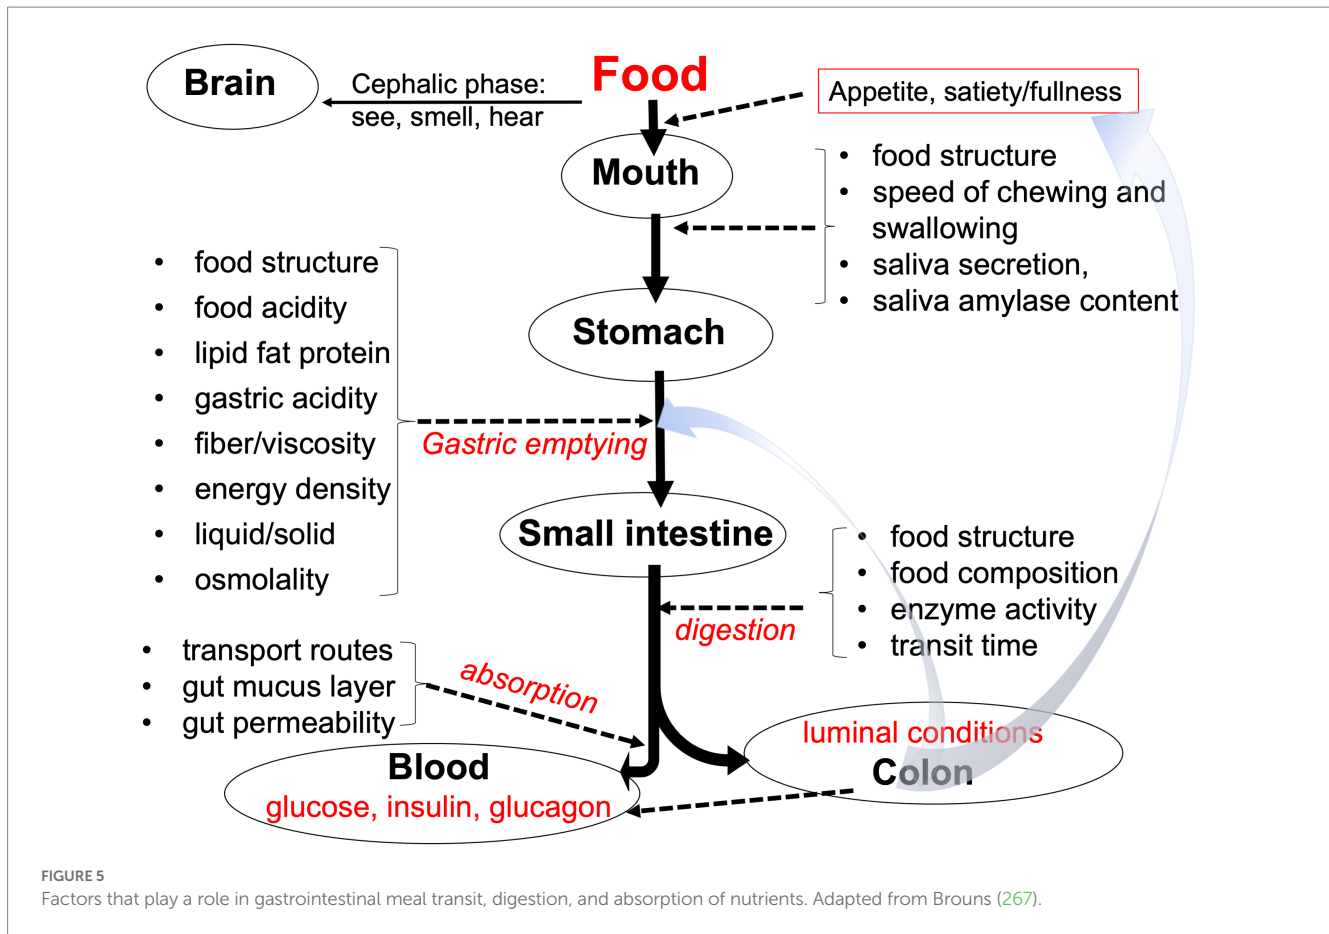 Brain
Cephalic phase:
see, smell, hear
Food
Appetite, satiety/fullness
Mouth
• food structure
• speed of chewing and
swallowing
• saliva secretion,
• saliva amylase content
• food structure
• food acidity
• lipid fat protein
• gastric acidity
• fiber/viscosity
• energy density
• liquid/solid
• osmolality
Stomach
Gastric emptying
Small intestine
• food structure
• food composition
• enzyme activity
• transit time
digestion
• transport routes
• gut mucus layer
• gut permeability
absorption
luminal conditions
Colon
Blood
glucose, insulin, glucagon
FIGURE 5
Factors that play a role in gastrointestinal meal transit, digestion, and absorption of nutrients. Adapted from Brouns (267).